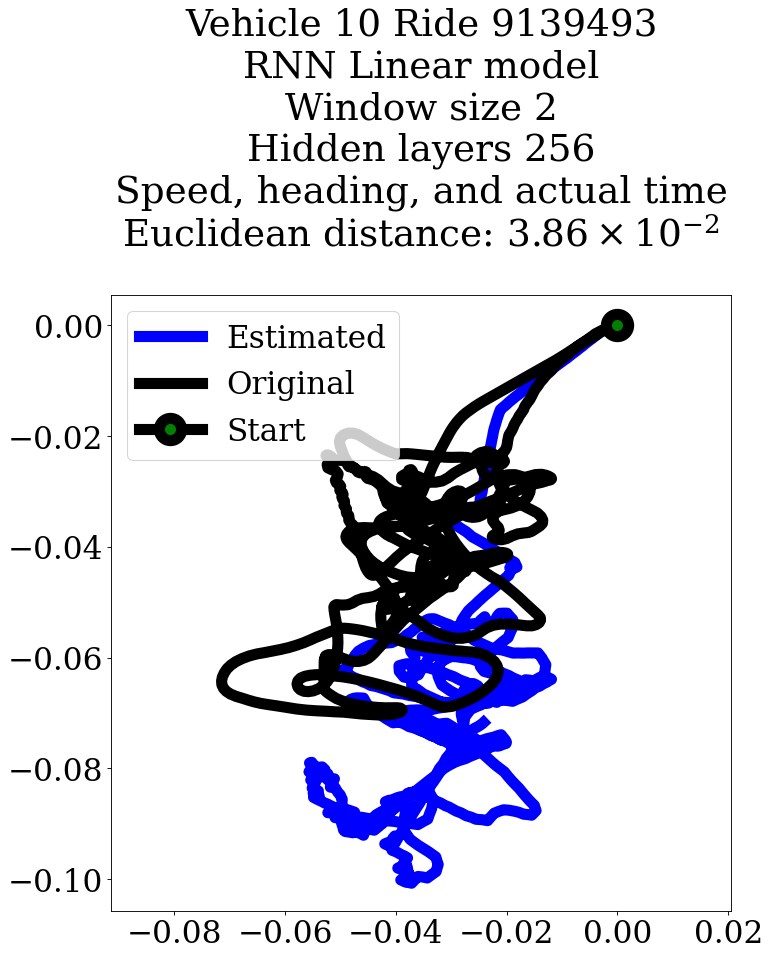 Vehicle 10 Ride 9139493
RNN Linear model
Window size 2
Hidden layers 256
Speed, heading, and actual time
Euclidean distance: 3.86 × 10⁻²
Estimated
Original
Start
0.00
−0.02
−0.04
−0.06
−0.08
−0.10
−0.08 −0.06 −0.04 −0.02 0.00 0.02